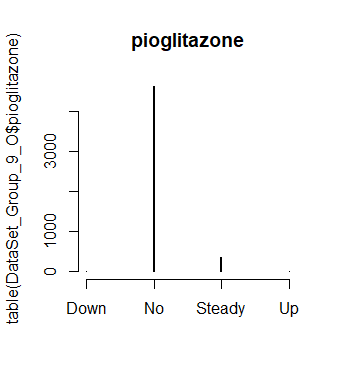 pioglitazone
table(DataSet_Group_9_O$pioglitazone)
3000
1000
0
Down No Steady Up